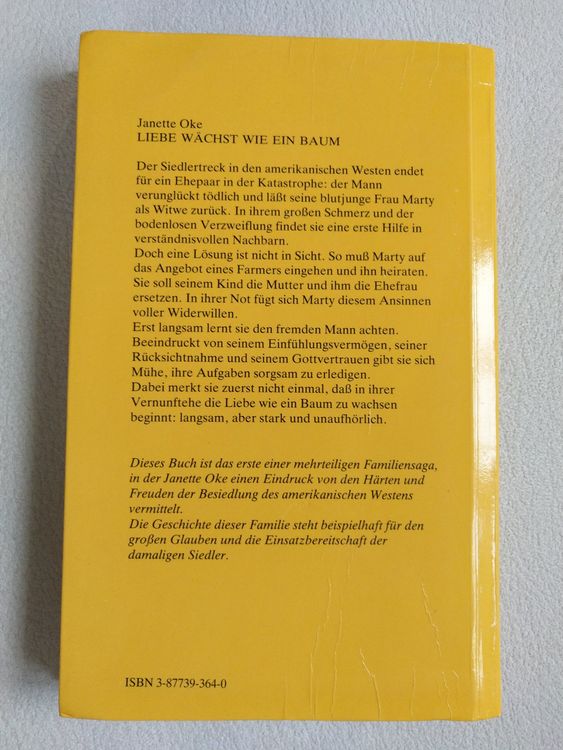 Janette Oke
LIEBE WÄCHST WIE EIN BAUM
Der Siedlertreck in den amerikanischen Westen endet
für ein Ehepaar in der Katastrophe: der Mann
verunglückt tödlich und läßt seine blutjunge Frau Marty
als Witwe zurück. In ihrem großen Schmerz und der
bodenlosen Verzweiflung findet sie eine erste Hilfe in
verständnisvollen Nachbarn.
Doch eine Lösung ist nicht in Sicht. So muß Marty auf
das Angebot eines Farmers eingehen und ihn heiraten.
Sie soll seinem Kind die Mutter und ihm die Ehefrau
ersetzen. In ihrer Not fügt sich Marty diesem Ansinnen
voller Widerwillen.
Erst langsam lernt sie den fremden Mann achten.
Beeindruckt von seinem Einfühlungsvermögen, seiner
Rücksichtnahme und seinem Gottvertrauen gibt sie sich
Mühe, ihre Aufgaben sorgsam zu erledigen.
Dabei merkt sie zuerst nicht einmal, daß in ihrer
Vernunftehe die Liebe wie ein Baum zu wachsen
beginnt: langsam, aber stark und unaufhörlich.
Dieses Buch ist das erste einer mehrteiligen Familiensaga,
in der Janette Oke einen Eindruck von den Härten und
Freuden der Besiedlung des amerikanischen Westens
vermittelt.
Die Geschichte dieser Familie steht beispielhaft für den
großen Glauben und die Einsatzbereitschaft der
damaligen Siedler.
ISBN 3-87739-364-0